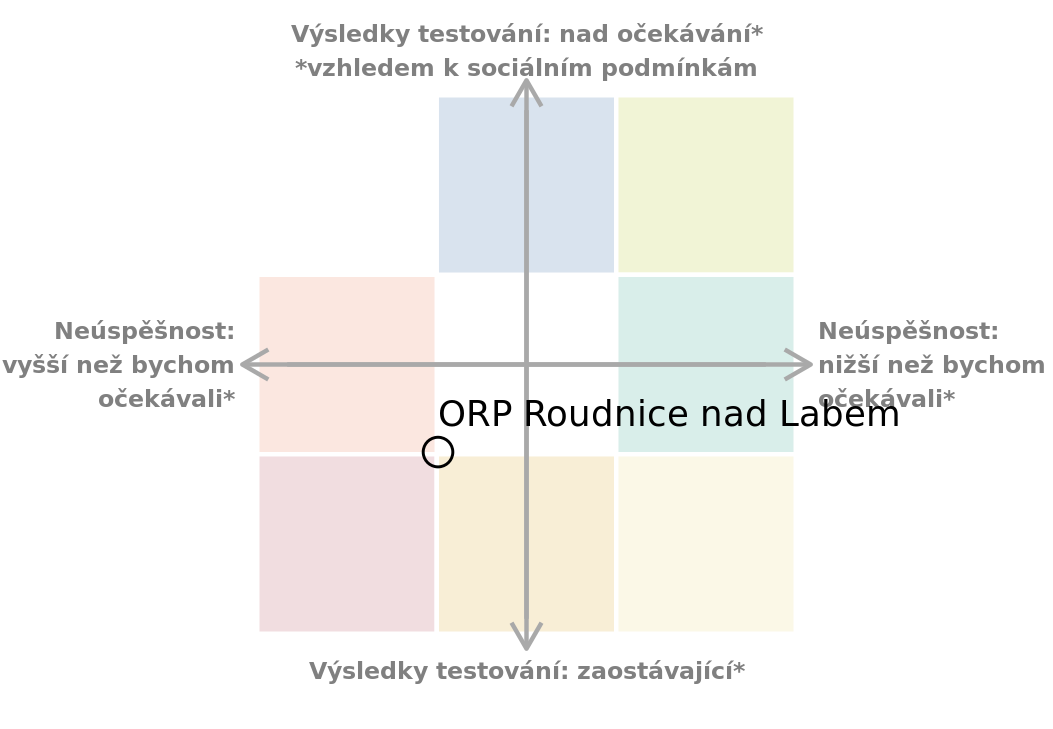 Výsledky testování: nad očekávání*
*vzhledem k sociálním podmínkám
Neúspěšnost:
vyšší než bychom
očekávali*
Neúspěšnost:
nižší než bychom
očekávali*
ORP Roudnice nad Labem
Výsledky testování: zaostávající*